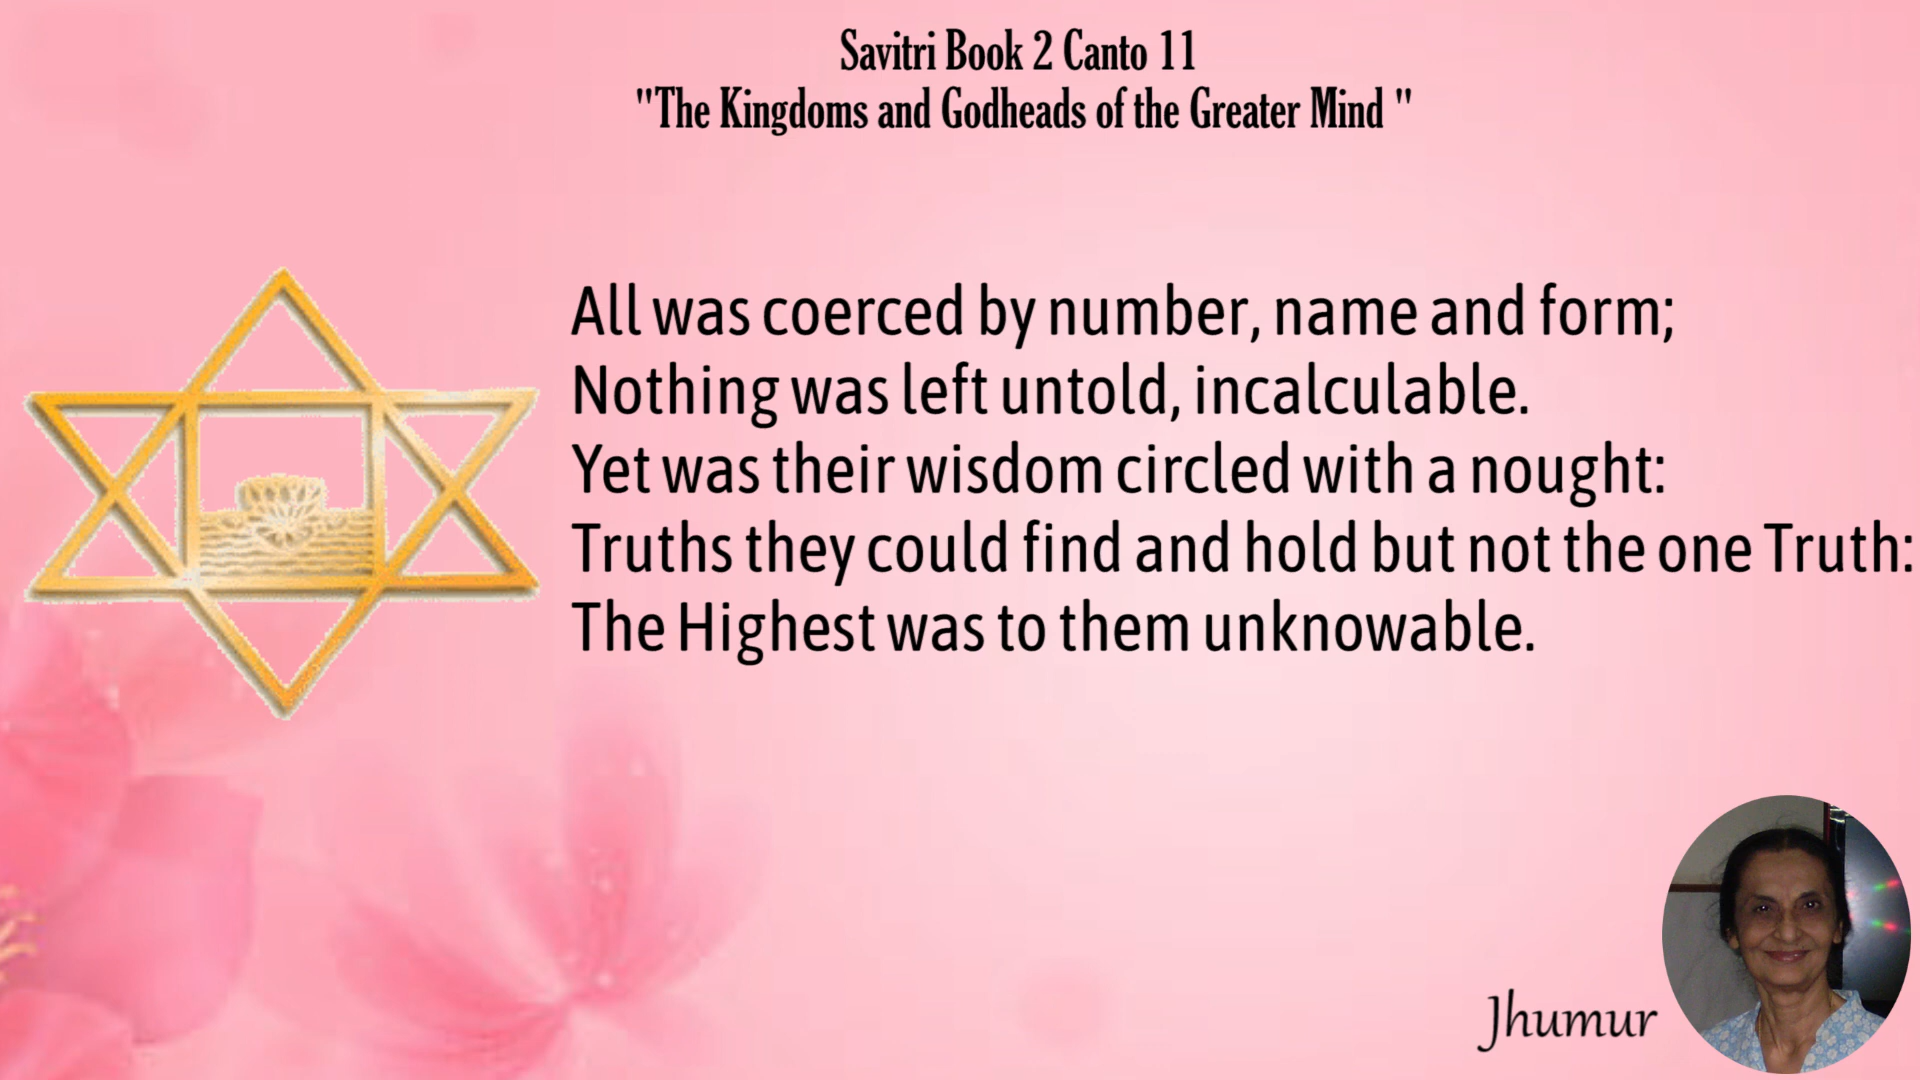 Savitri Book 2 Canto 11
"The Kingdoms and Godheads of the Greater Mind "
All was coerced by number, name and form;
Nothing was left untold, incalculable.
Yet was their wisdom circled with a nought:
Truths they could find and hold but not the one Truth:
The Highest was to them unknowable.
Jhumur